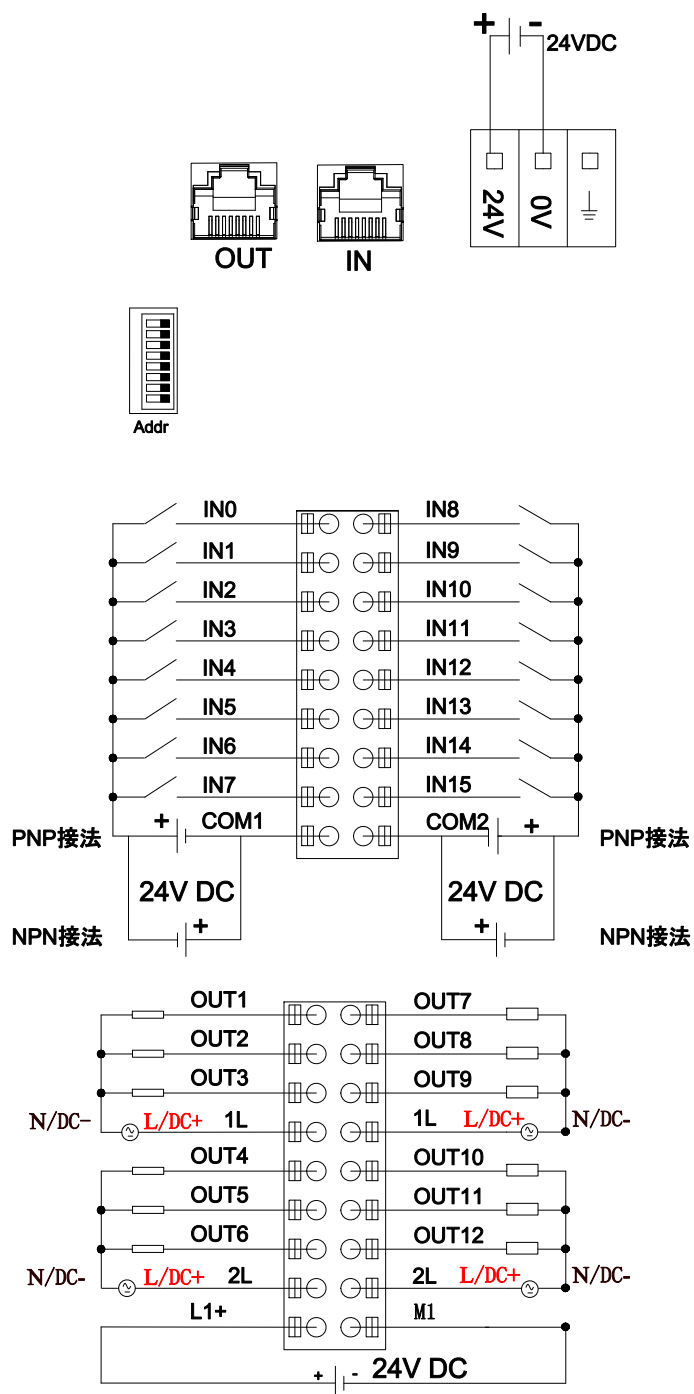 + -
24VDC
24V 0V
OUT IN
Addr
IN0 IN8
IN1 IN9
IN2 IN10
IN3 IN11
IN4 IN12
IN5 IN13
IN6 IN14
IN7 IN15
PNP接法 + COM1 COM2 + PNP接法
24V DC 24V DC
NPN接法 + + NPN接法
OUT1 OUT7
OUT2 OUT8
OUT3 OUT9
N/DC- L/DC+ 1L 1L L/DC+ N/DC-
OUT4 OUT10
OUT5 OUT11
OUT6 OUT12
N/DC- L/DC+ 2L 2L L/DC+ N/DC-
L1+ M1
+ - 24V DC